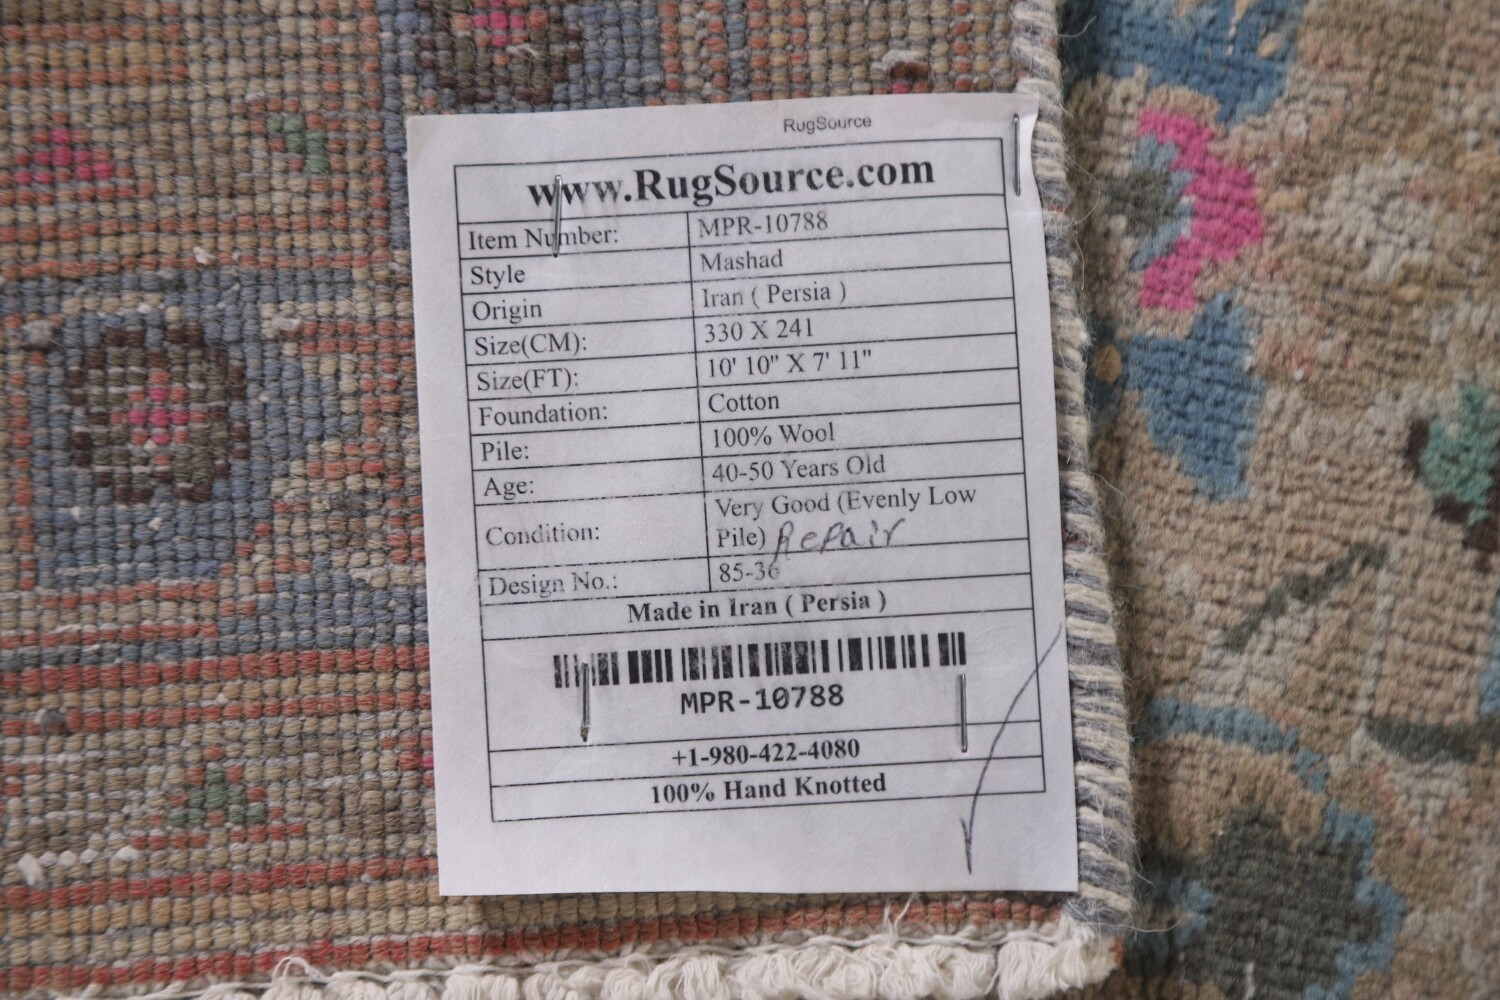 RugSource
www.RugSource.com
Item Number: MPR-10788
Style Mashad
Origin Iran ( Persia )
Size(CM): 330 X 241
Size(FT): 10' 10" X 7' 11"
Foundation: Cotton
Pile: 100% Wool
Age: 40-50 Years Old
Condition: Very Good (Evenly Low
Pile) Repair
Design No.: 85-36
Made in Iran ( Persia )
MPR-10788
+1-980-422-4080
100% Hand Knotted